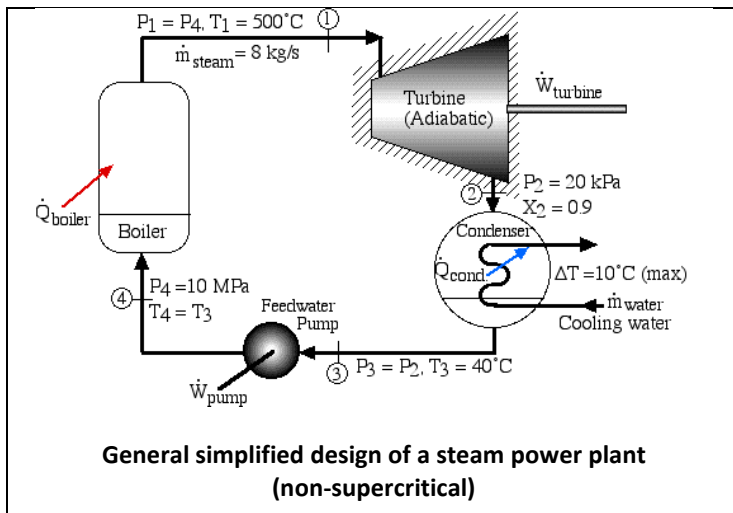 P₁ = P₄, T₁ = 500°C
1
ṁsteam = 8 kg/s
Turbine
(Adiabatic)
Ẇturbine
Q̇boiler
Boiler
2
P₂ = 20 kPa
X₂ = 0.9
Condenser
Q̇cond.
ΔT = 10°C (max)
ṁwater
Cooling water
4
P₄ = 10 MPa
T₄ = T₃
Feedwater
Pump
3
P₃ = P₂, T₃ = 40°C
Ẇpump
General simplified design of a steam power plant
(non-supercritical)